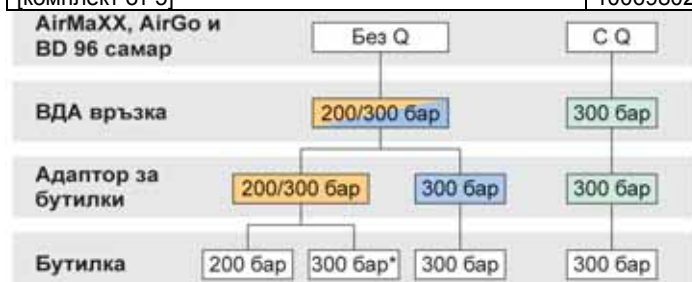 AirMaXX, AirGo и
BD 96 самар
Без Q
С Q
ВДА връзка
200/300 бар
300 бар
Адаптор за
бутилки
200/300 бар
300 бар
300 бар
Бутилка
200 бар
300 бар*
300 бар
300 бар